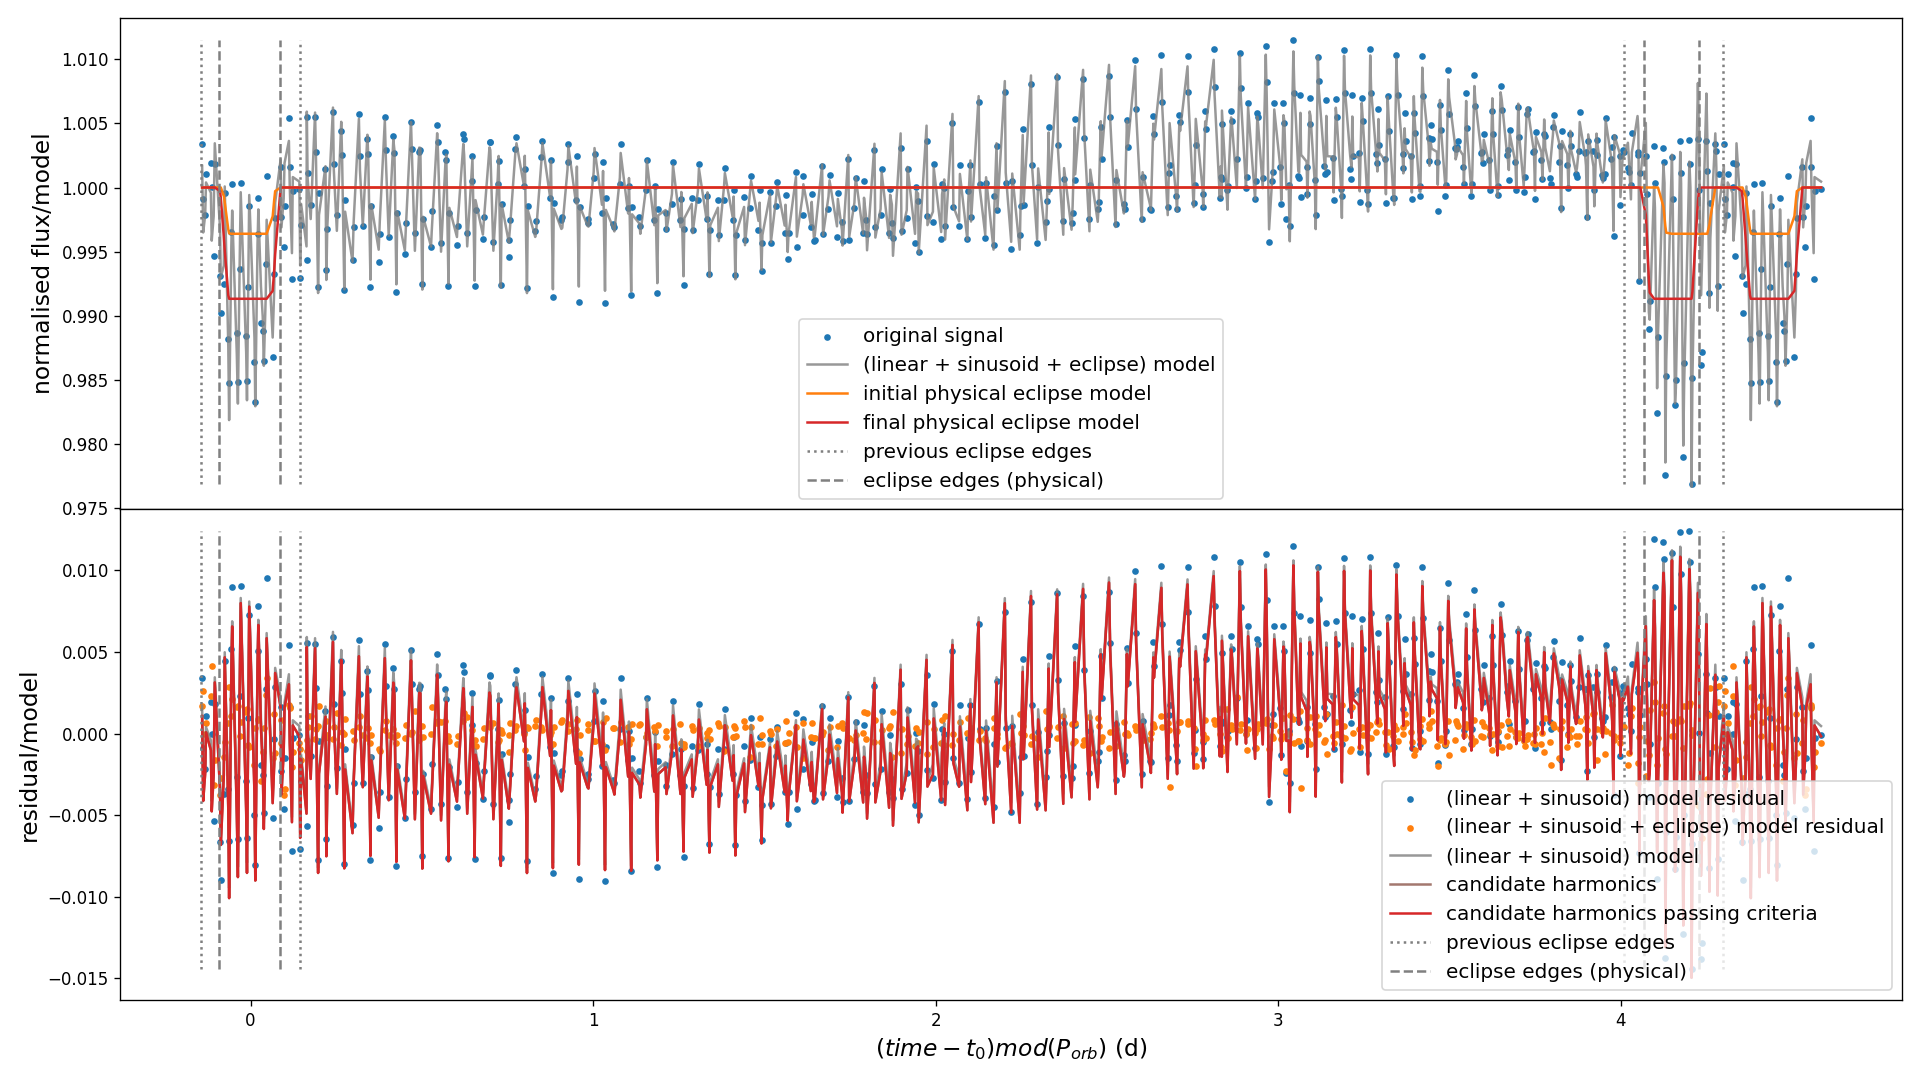 normalised flux/model
1.010
1.005
1.000
0.995
0.990
0.985
0.980
0.975
original signal
(linear + sinusoid + eclipse) model
initial physical eclipse model
final physical eclipse model
previous eclipse edges
eclipse edges (physical)
residual/model
0.010
0.005
0.000
−0.005
−0.010
−0.015
(linear + sinusoid) model residual
(linear + sinusoid + eclipse) model residual
(linear + sinusoid) model
candidate harmonics
candidate harmonics passing criteria
previous eclipse edges
eclipse edges (physical)
0 1 2 3 4
(time − t₀)mod(Pₒᵣb) (d)